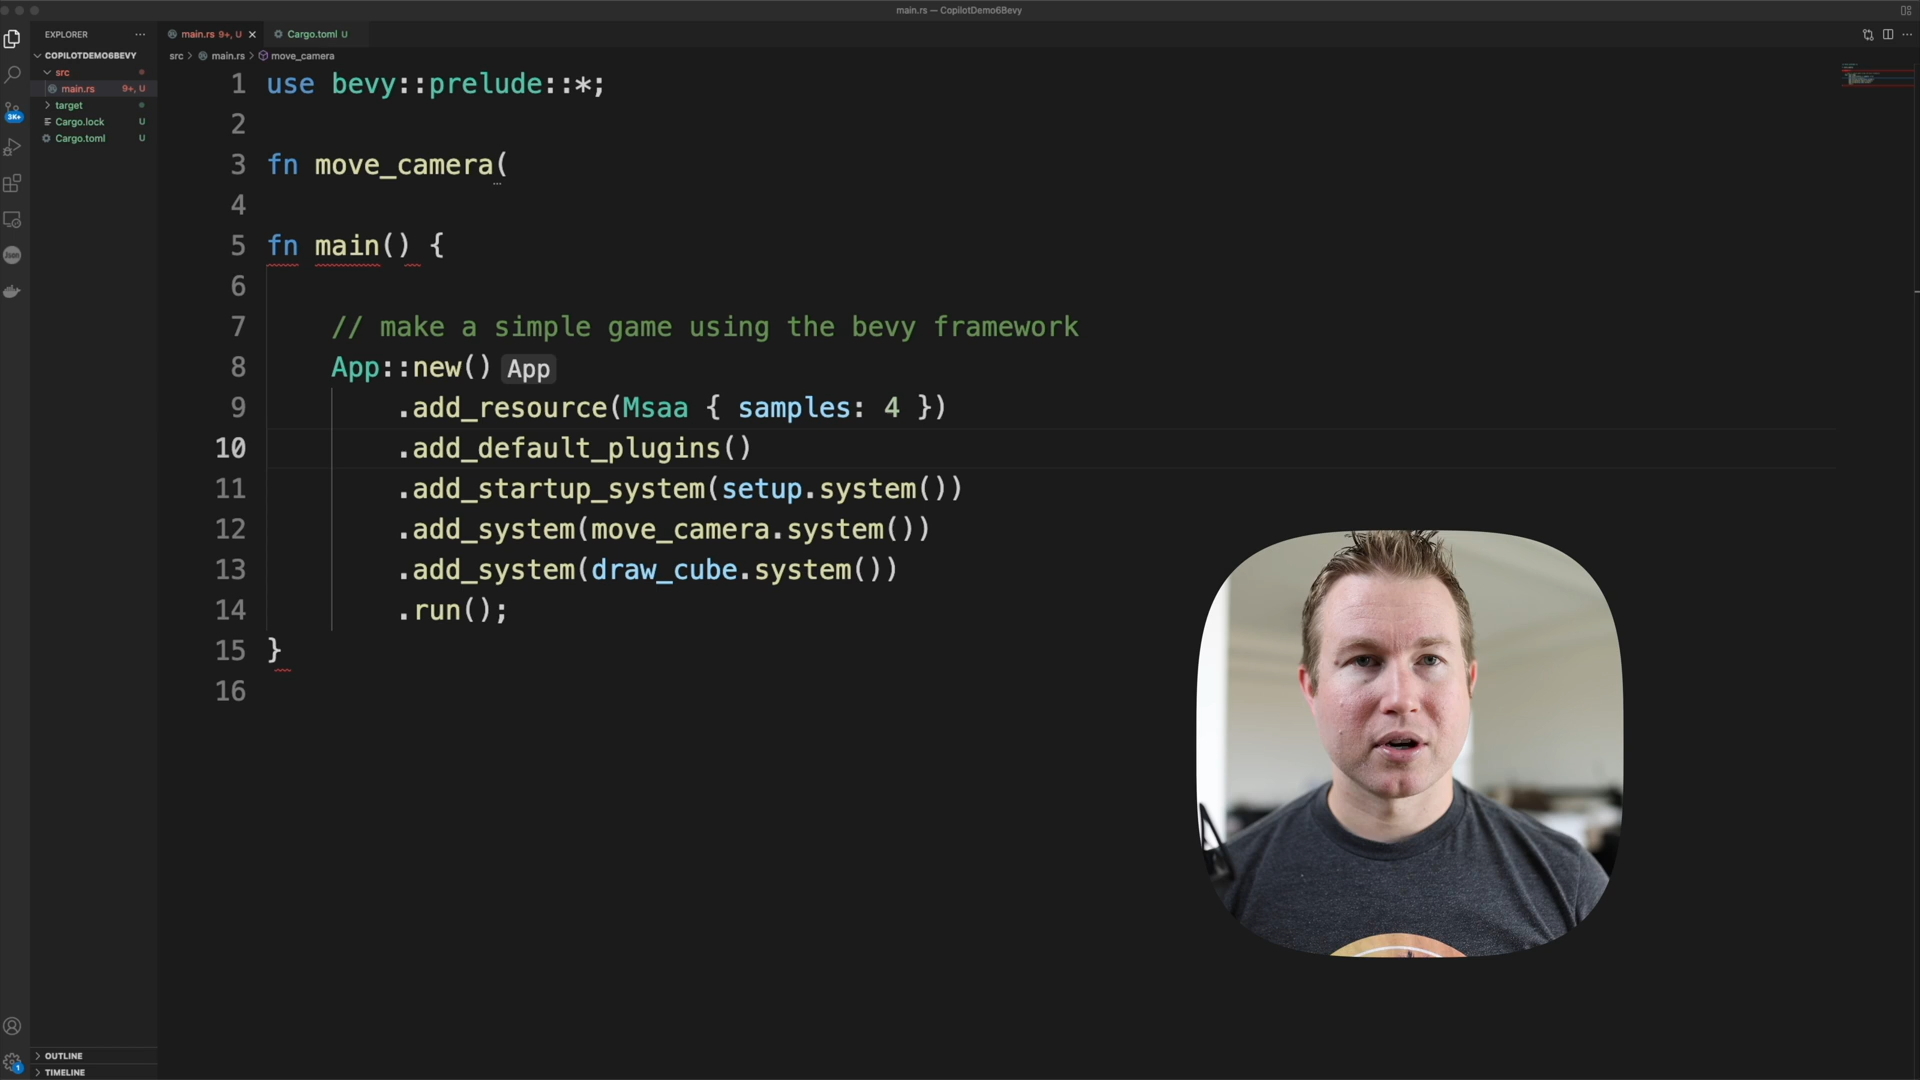 main.rs — CopilotDemo6Bevy
EXPLORER
COPILOTDEMO6BEVY
src
main.rs 9+, U
target
Cargo.lock U
Cargo.toml U
3K+
Json
1
OUTLINE
TIMELINE
main.rs 9+, U
Cargo.toml U
src > main.rs > move_camera
1 use bevy::prelude::*;
2
3 fn move_camera(
4
5 fn main() {
6
7 // make a simple game using the bevy framework
8 App::new() App
9 .add_resource(Msaa { samples: 4 })
10 .add_default_plugins()
11 .add_startup_system(setup.system())
12 .add_system(move_camera.system())
13 .add_system(draw_cube.system())
14 .run();
15 }
16